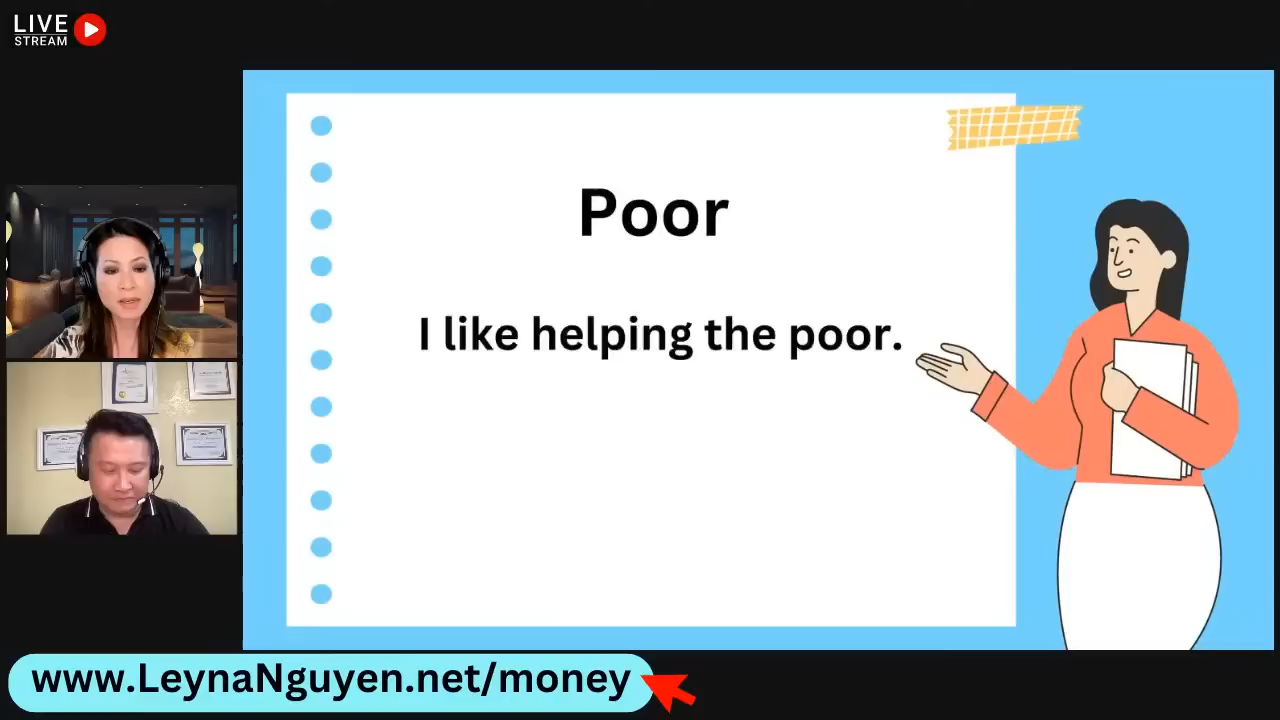 LIVE
STREAM
Poor
I like helping the poor.
www.LeynaNguyen.net/money